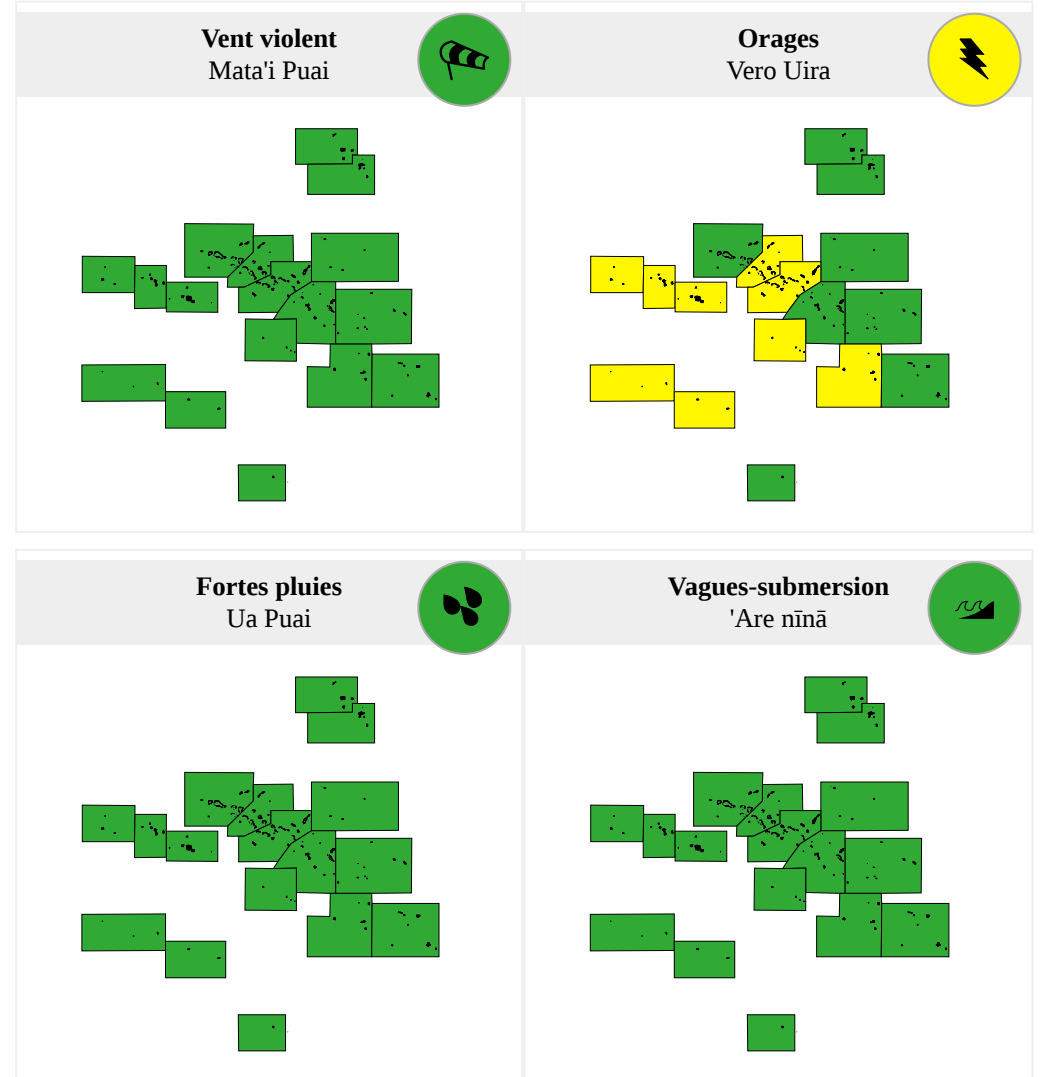 Vent violent
Mata'i Puai
Orages
Vero Uira
Fortes pluies
Ua Puai
Vagues-submersion
'Are nīnā